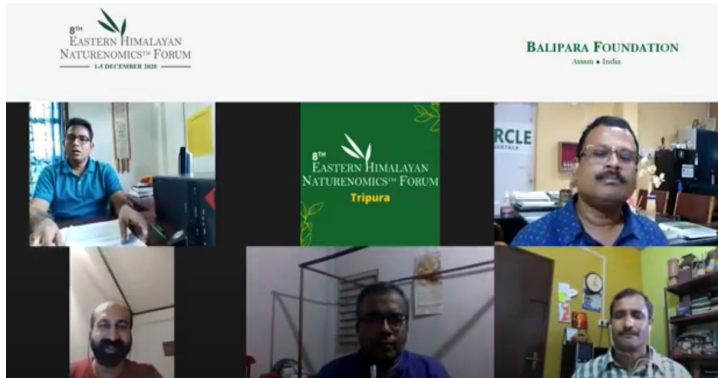 8TH
EASTERN HIMALAYAN
NATURENOMICS™ FORUM
1-5 DECEMBER 2020
BALIPARA FOUNDATION
Assam • India
RCLE
8TH
EASTERN HIMALAYAN
NATURENOMICS™ FORUM
Tripura